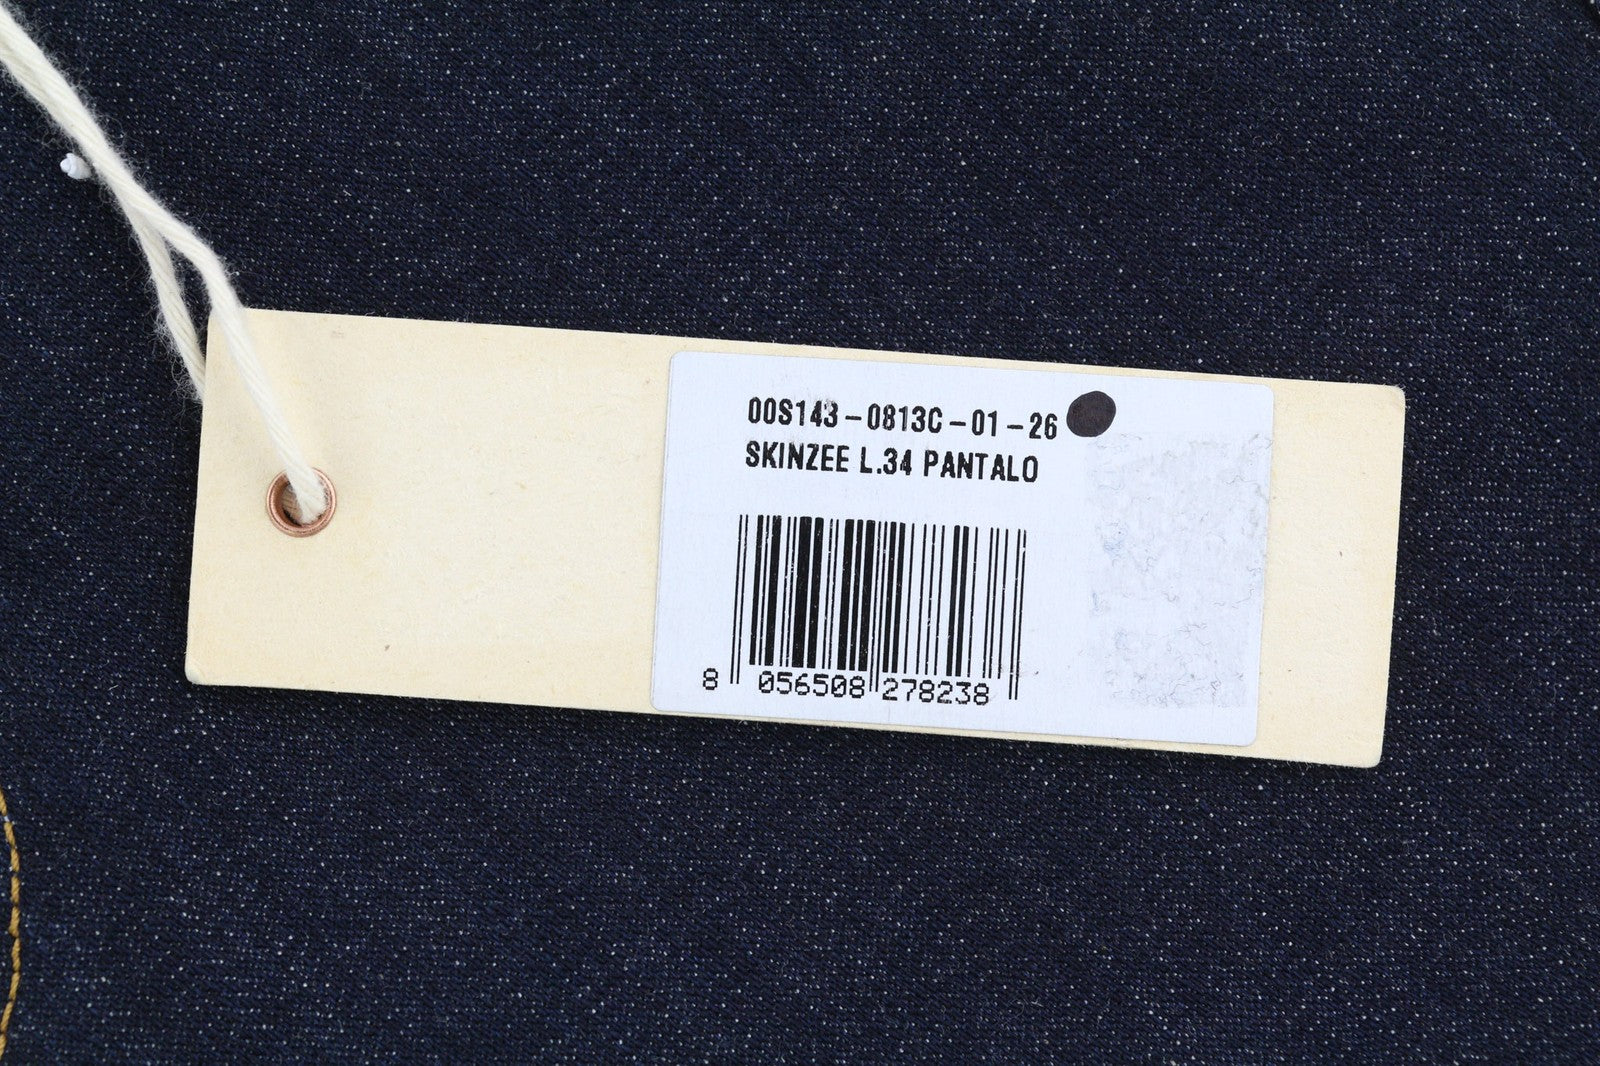 00S143-0813C-01-26
SKINZEE L.34 PANTALO
8 056508 278238